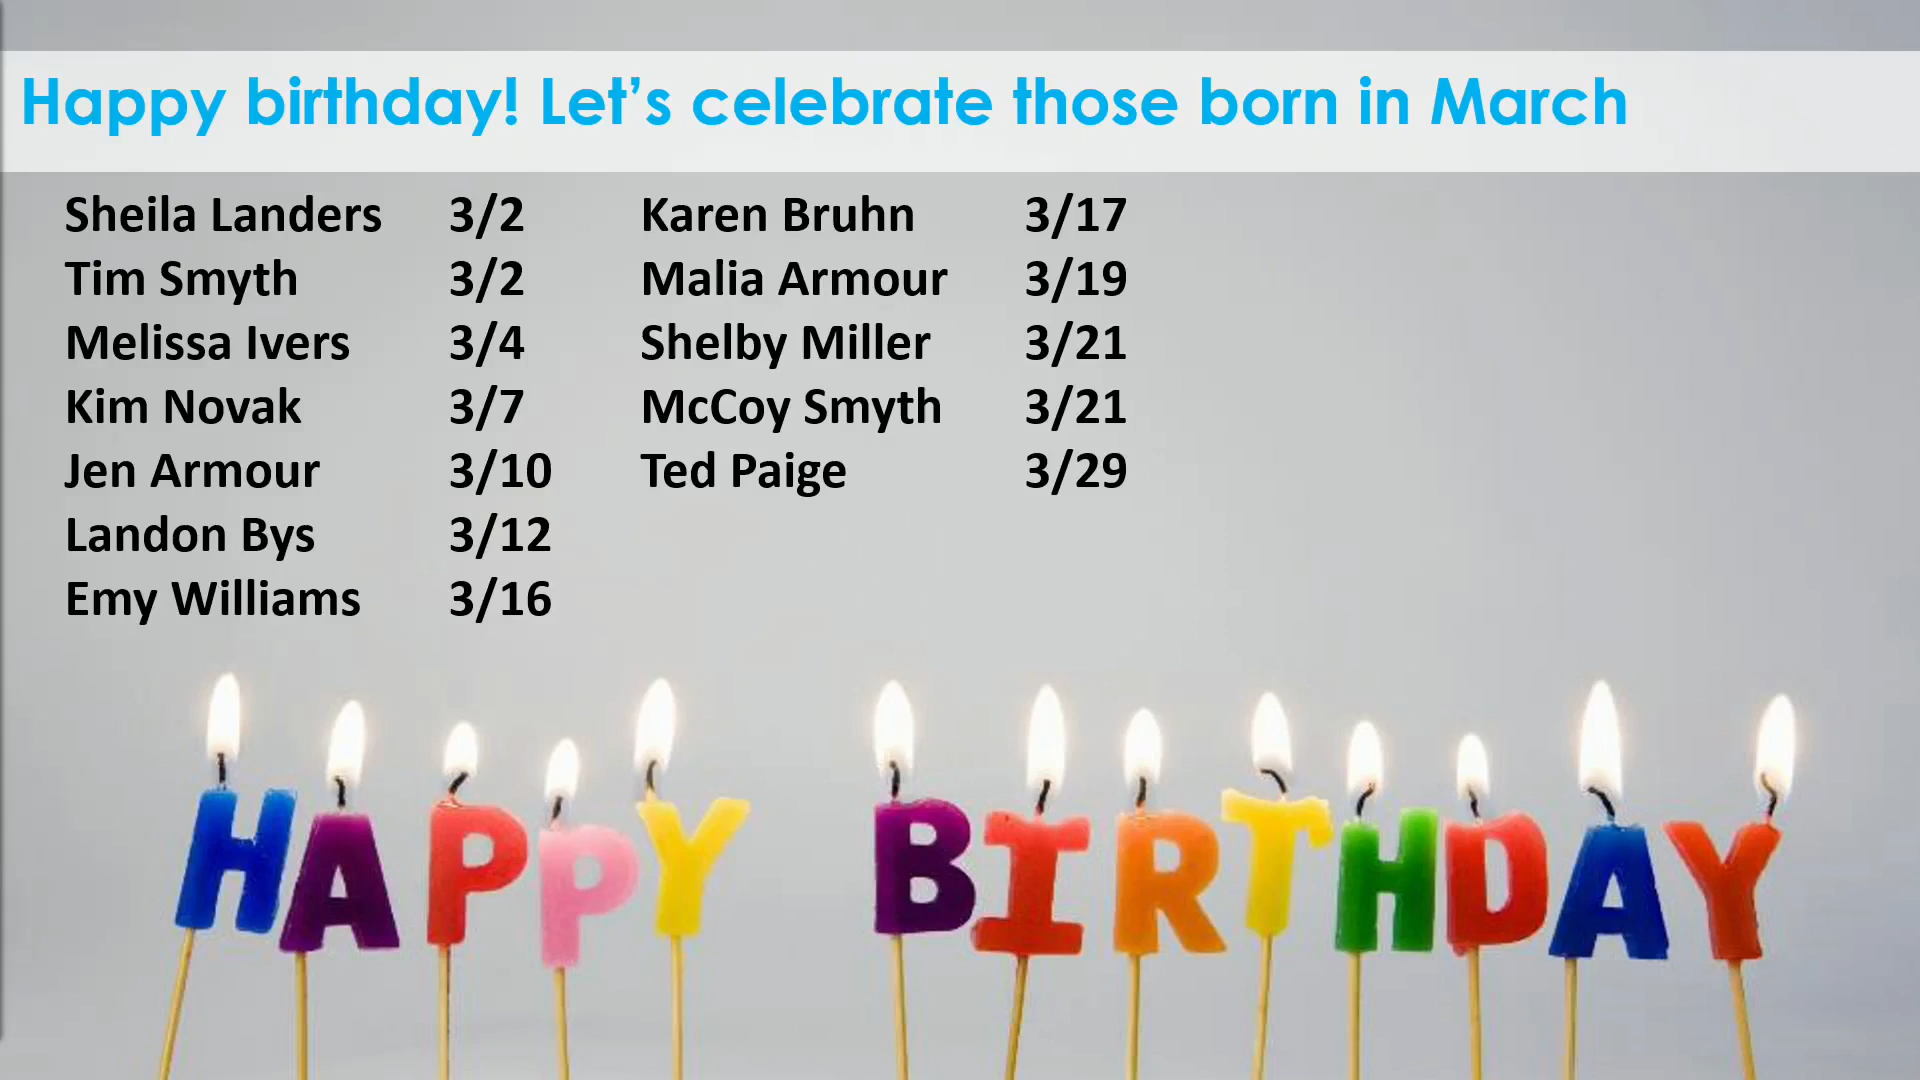 Happy birthday! Let’s celebrate those born in March
Sheila Landers 3/2
Tim Smyth 3/2
Melissa Ivers 3/4
Kim Novak 3/7
Jen Armour 3/10
Landon Bys 3/12
Emy Williams 3/16
Karen Bruhn 3/17
Malia Armour 3/19
Shelby Miller 3/21
McCoy Smyth 3/21
Ted Paige 3/29
HAPPY BIRTHDAY